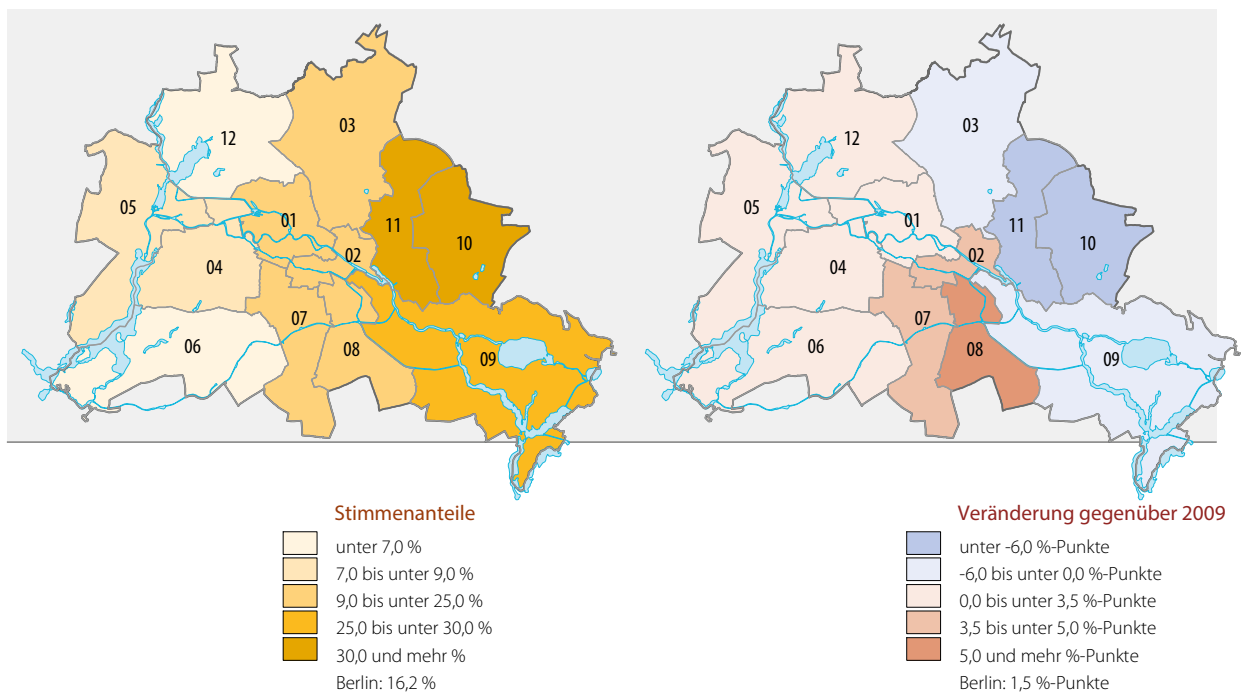 12
03
05
01
11
10
02
04
07
06
08
09
Stimmenanteile
unter 7,0 %
7,0 bis unter 9,0 %
9,0 bis unter 25,0 %
25,0 bis unter 30,0 %
30,0 und mehr %
Berlin: 16,2 %
12
03
05
01
11
10
02
04
07
06
08
09
Veränderung gegenüber 2009
unter -6,0 %-Punkte
-6,0 bis unter 0,0 %-Punkte
0,0 bis unter 3,5 %-Punkte
3,5 bis unter 5,0 %-Punkte
5,0 und mehr %-Punkte
Berlin: 1,5 %-Punkte